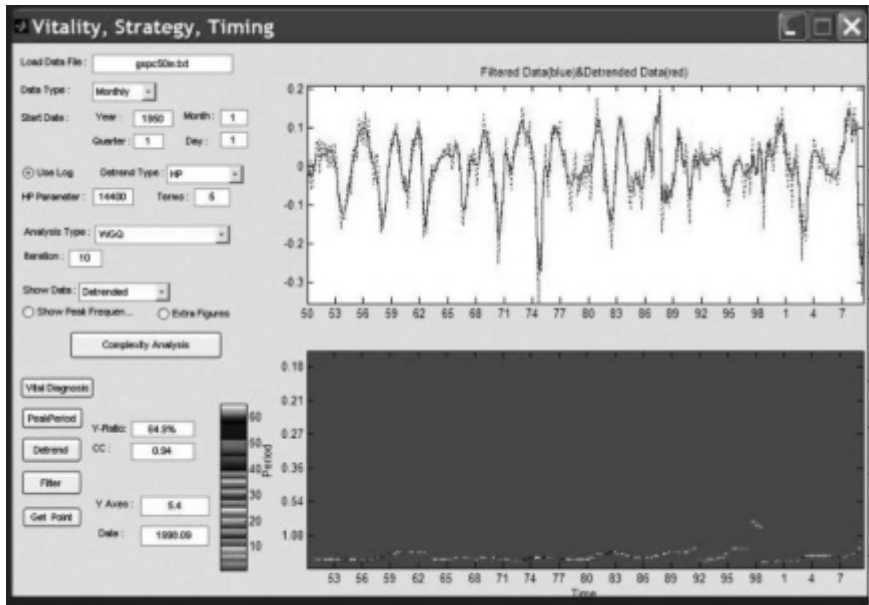 Vitality, Strategy, Timing
Load Data File :
gspc50w.txt
Data Type : Monthly
Start Date : Year : 1950 Month : 1
Quarter : 1 Day : 1
Use Log Detrend Type : HP
HP Parameter : 14400 Terms : 5
Analysis Type : WGQ
Iteration : 10
Show Data : Detrended
Show Peak Frequen... Extra Figures
Complexity Analysis
Vital Diagnosis
PeakPeriod
Detrend
Filter
Get Point
Y-Ratio: 64.9%
CC : 0.94
Y Axes : 5.4
Date : 1998.09
60
50
40
30
20
10
Filtered Data(blue)&Detrended Data(red)
0.2
0.1
0
-0.1
-0.2
-0.3
50 53 56 59 62 65 68 71 74 77 80 83 86 89 92 95 98 1 4 7
Period
0.18
0.21
0.27
0.36
0.54
1.08
53 56 59 62 65 68 71 74 77 80 83 86 89 92 95 98 1 4 7
Time